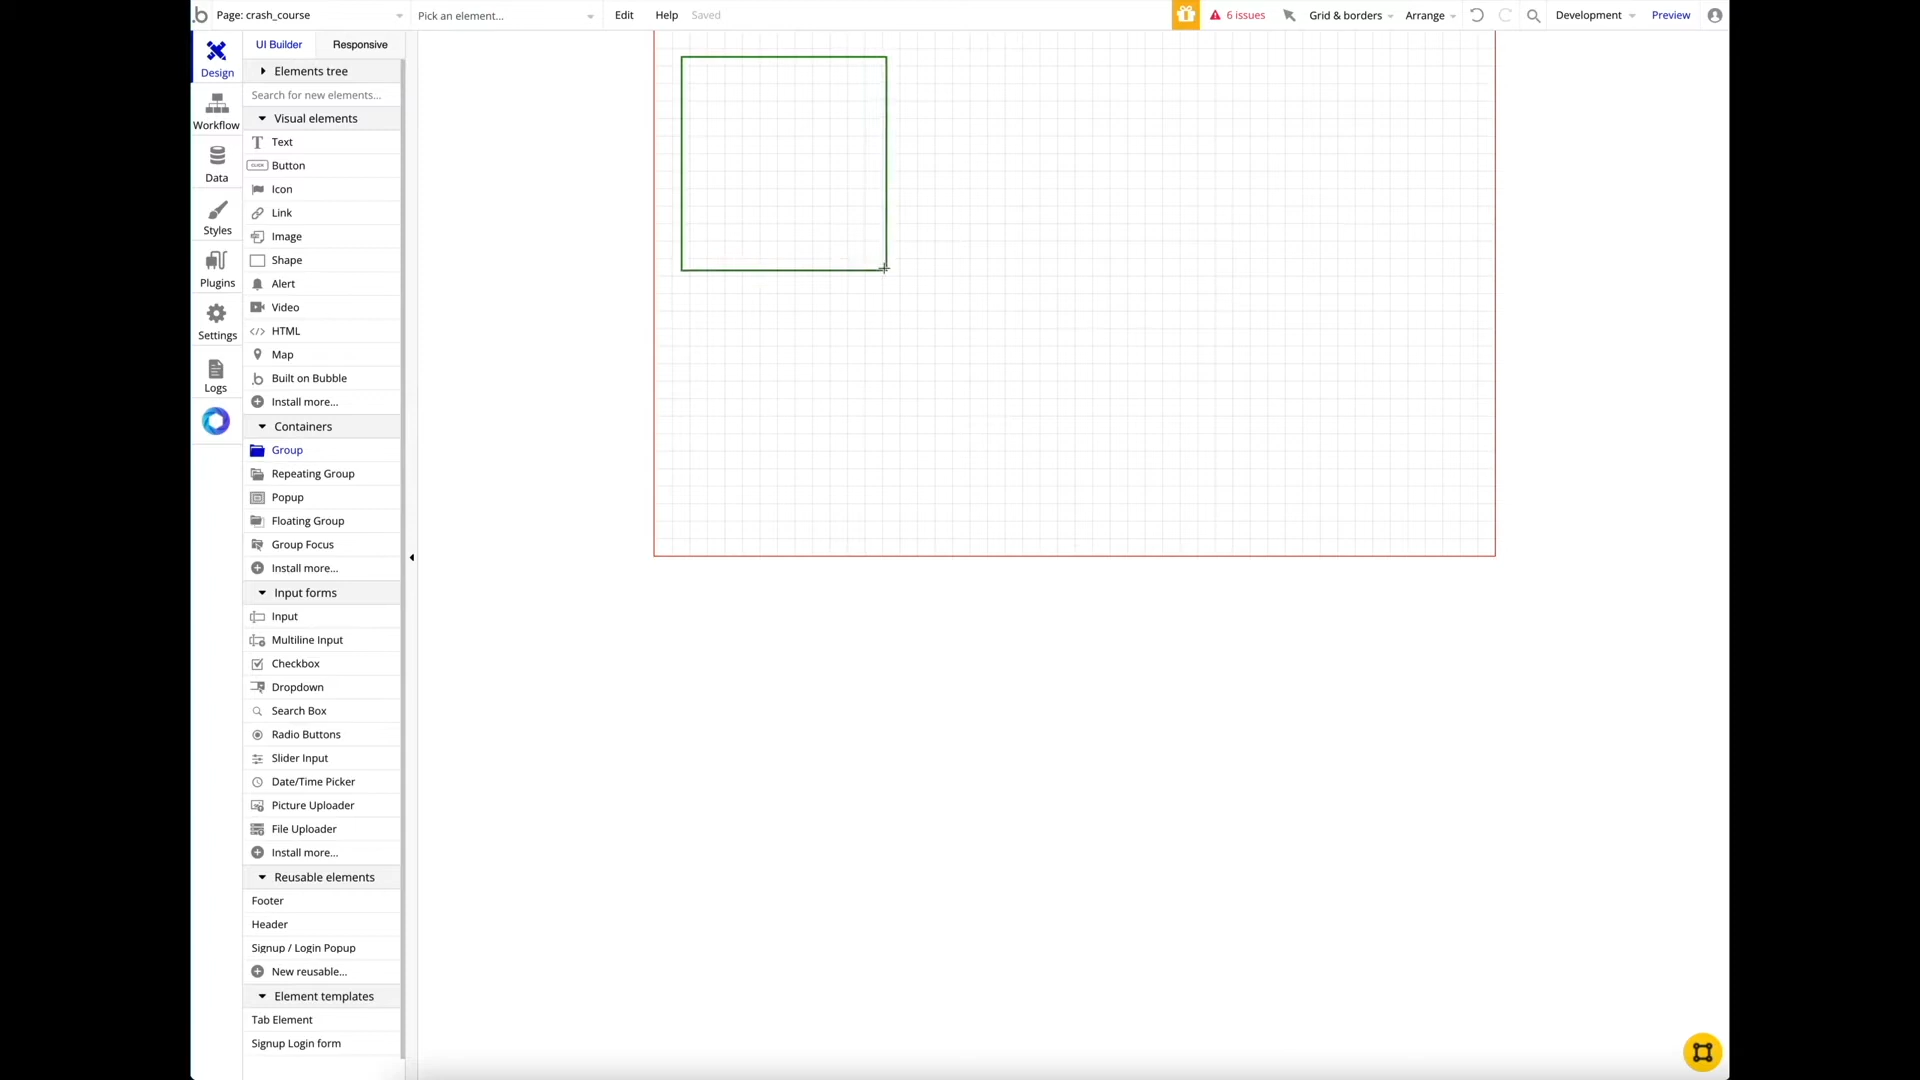 Page: crash_course
Pick an element...
Edit
Help
Saved
6 issues
Grid & borders
Arrange
Development
Preview
Design
Workflow
Data
Styles
Plugins
Settings
Logs
UI Builder
Responsive
Elements tree
Search for new elements...
Visual elements
Text
CLICK
Button
Icon
Link
Image
Shape
Alert
Video
HTML
Map
Built on Bubble
Install more...
Containers
Group
Repeating Group
Popup
Floating Group
Group Focus
Install more...
Input forms
Input
Multiline Input
Checkbox
Dropdown
Search Box
Radio Buttons
Slider Input
Date/Time Picker
Picture Uploader
File Uploader
Install more...
Reusable elements
Footer
Header
Signup / Login Popup
New reusable...
Element templates
Tab Element
Signup Login form